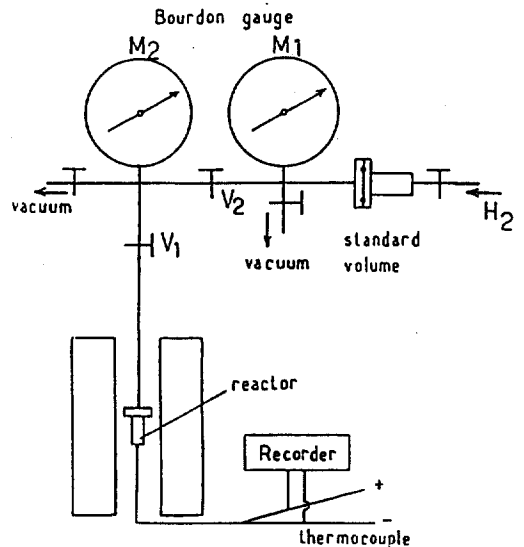 Bourdon gauge
M2
M1
vacuum
V2
H2
V1
vacuum
standard
volume
reactor
Recorder
+
-
thermocouple